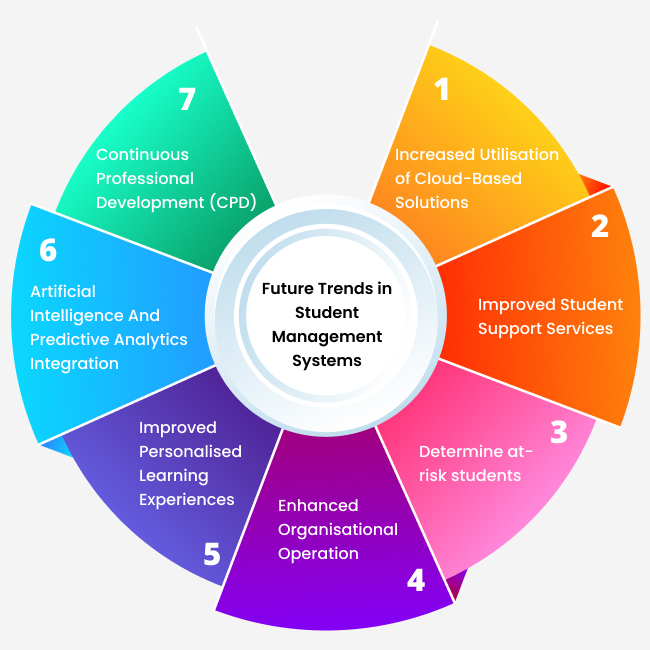 Future Trends in
Student
Management
Systems
1
Increased Utilisation
of Cloud-Based
Solutions
2
Improved Student
Support Services
3
Determine at-
risk students
4
Enhanced
Organisational
Operation
5
Improved
Personalised
Learning
Experiences
6
Artificial
Intelligence And
Predictive Analytics
Integration
7
Continuous
Professional
Development (CPD)